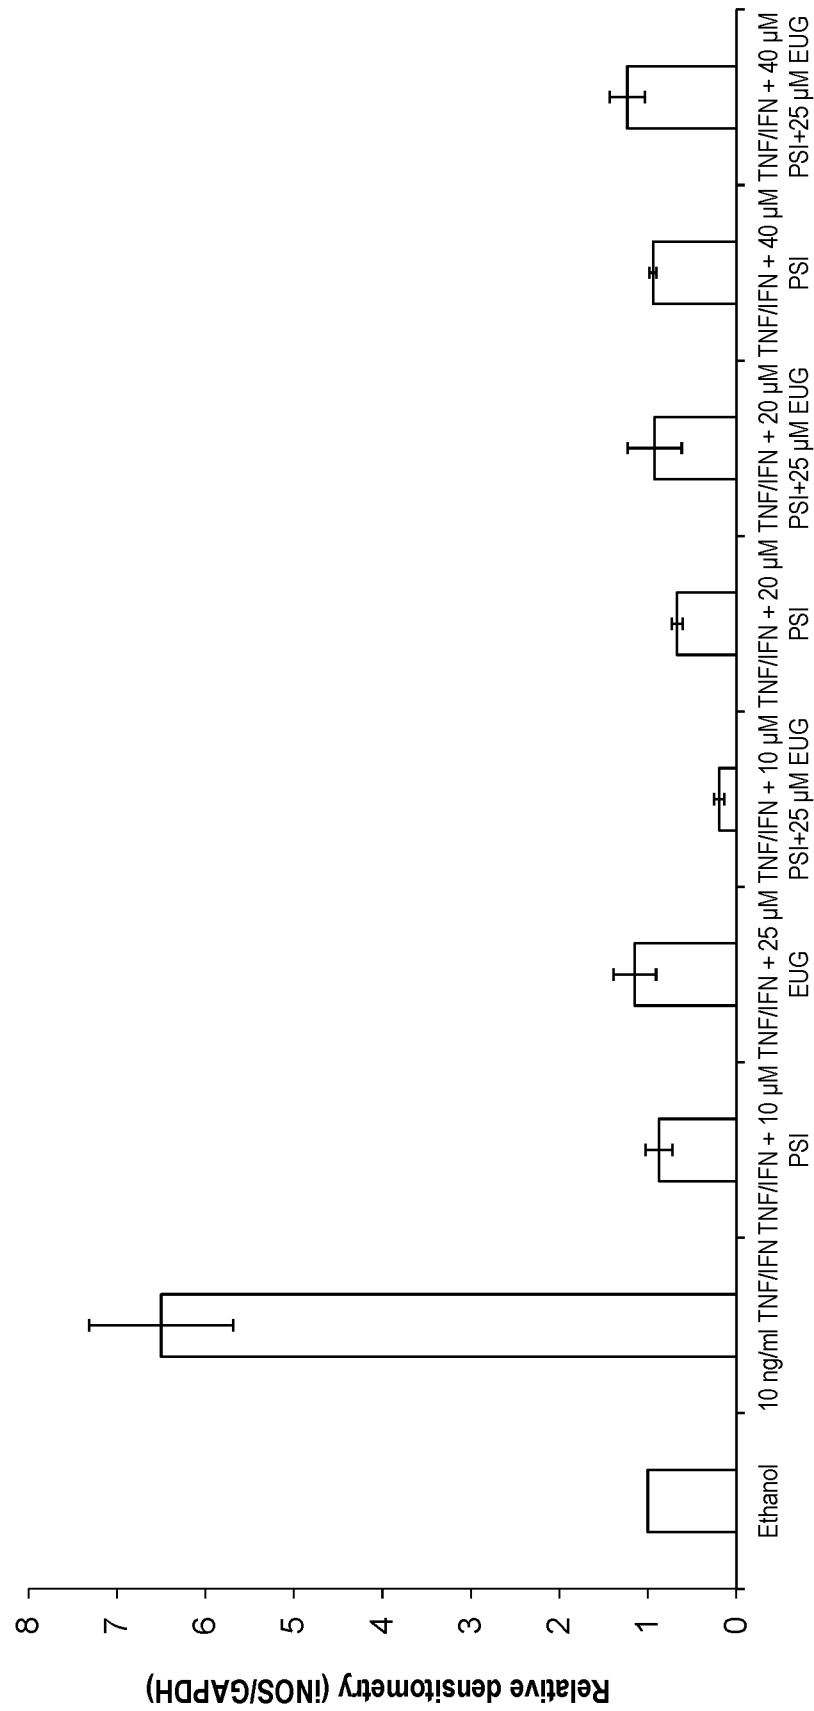 Relative densitometry (iNOS/GAPDH)
8
7
6
5
4
3
2
1
0
Ethanol
10 ng/ml TNF/IFN
TNF/IFN + 10 µM
PSI
TNF/IFN + 25 µM
EUG
TNF/IFN + 10 µM
PSI+25 µM EUG
TNF/IFN + 20 µM
PSI
TNF/IFN + 20 µM
PSI+25 µM EUG
TNF/IFN + 40 µM
PSI
TNF/IFN + 40 µM
PSI+25 µM EUG